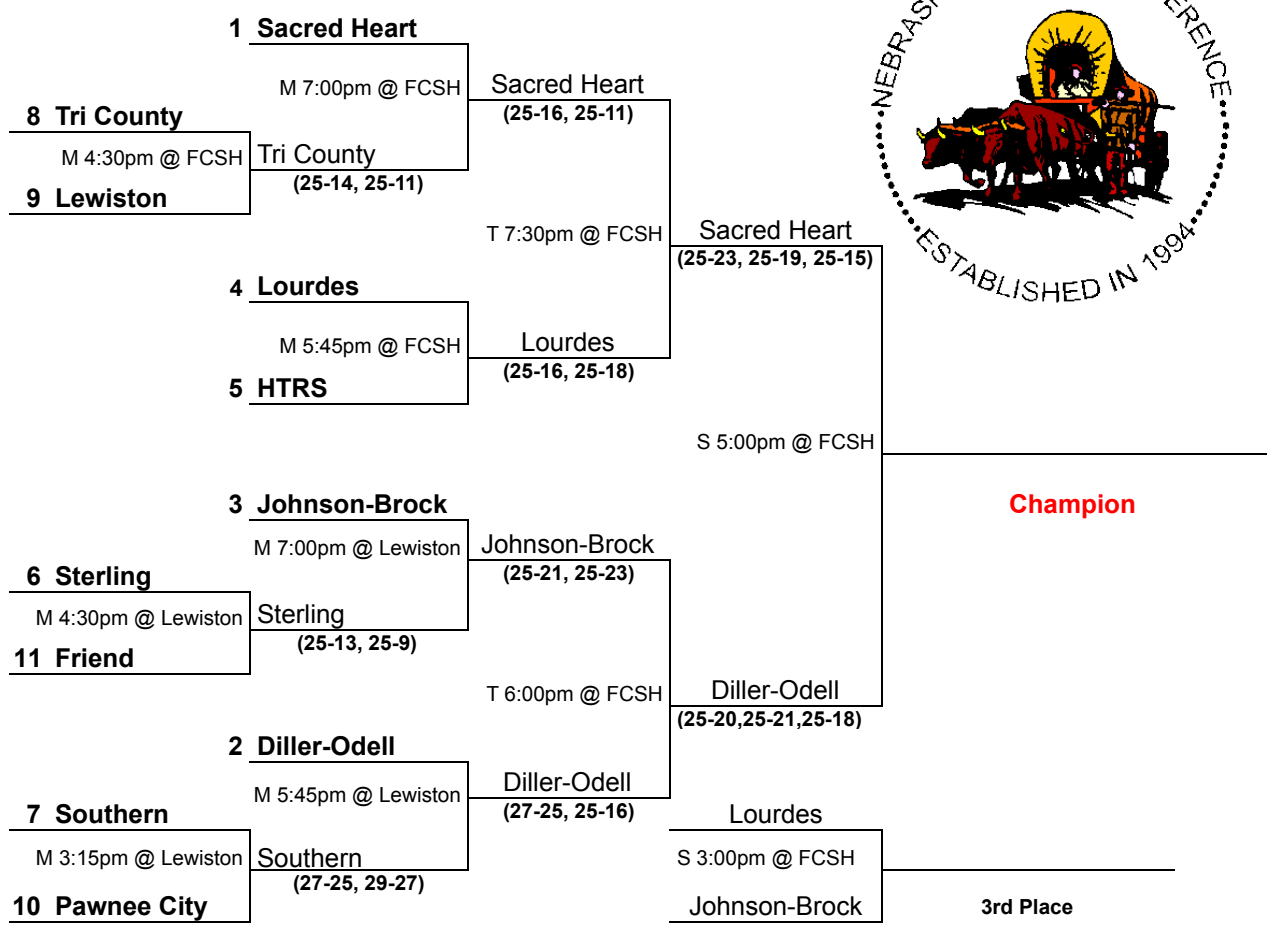 1 Sacred Heart
M 7:00pm @ FCSH
Sacred Heart
(25-16, 25-11)
8 Tri County
M 4:30pm @ FCSH
Tri County
(25-14, 25-11)
9 Lewiston
T 7:30pm @ FCSH
Sacred Heart
(25-23, 25-19, 25-15)
ESTABLISHED IN 1994
4 Lourdes
M 5:45pm @ FCSH
Lourdes
(25-16, 25-18)
5 HTRS
S 5:00pm @ FCSH
Champion
3 Johnson-Brock
M 7:00pm @ Lewiston
Johnson-Brock
(25-21, 25-23)
6 Sterling
M 4:30pm @ Lewiston
Sterling
(25-13, 25-9)
11 Friend
T 6:00pm @ FCSH
Diller-Odell
(25-20,25-21,25-18)
2 Diller-Odell
M 5:45pm @ Lewiston
Diller-Odell
(27-25, 25-16)
7 Southern
M 3:15pm @ Lewiston
Southern
(27-25, 29-27)
10 Pawnee City
Lourdes
S 3:00pm @ FCSH
Johnson-Brock
3rd Place